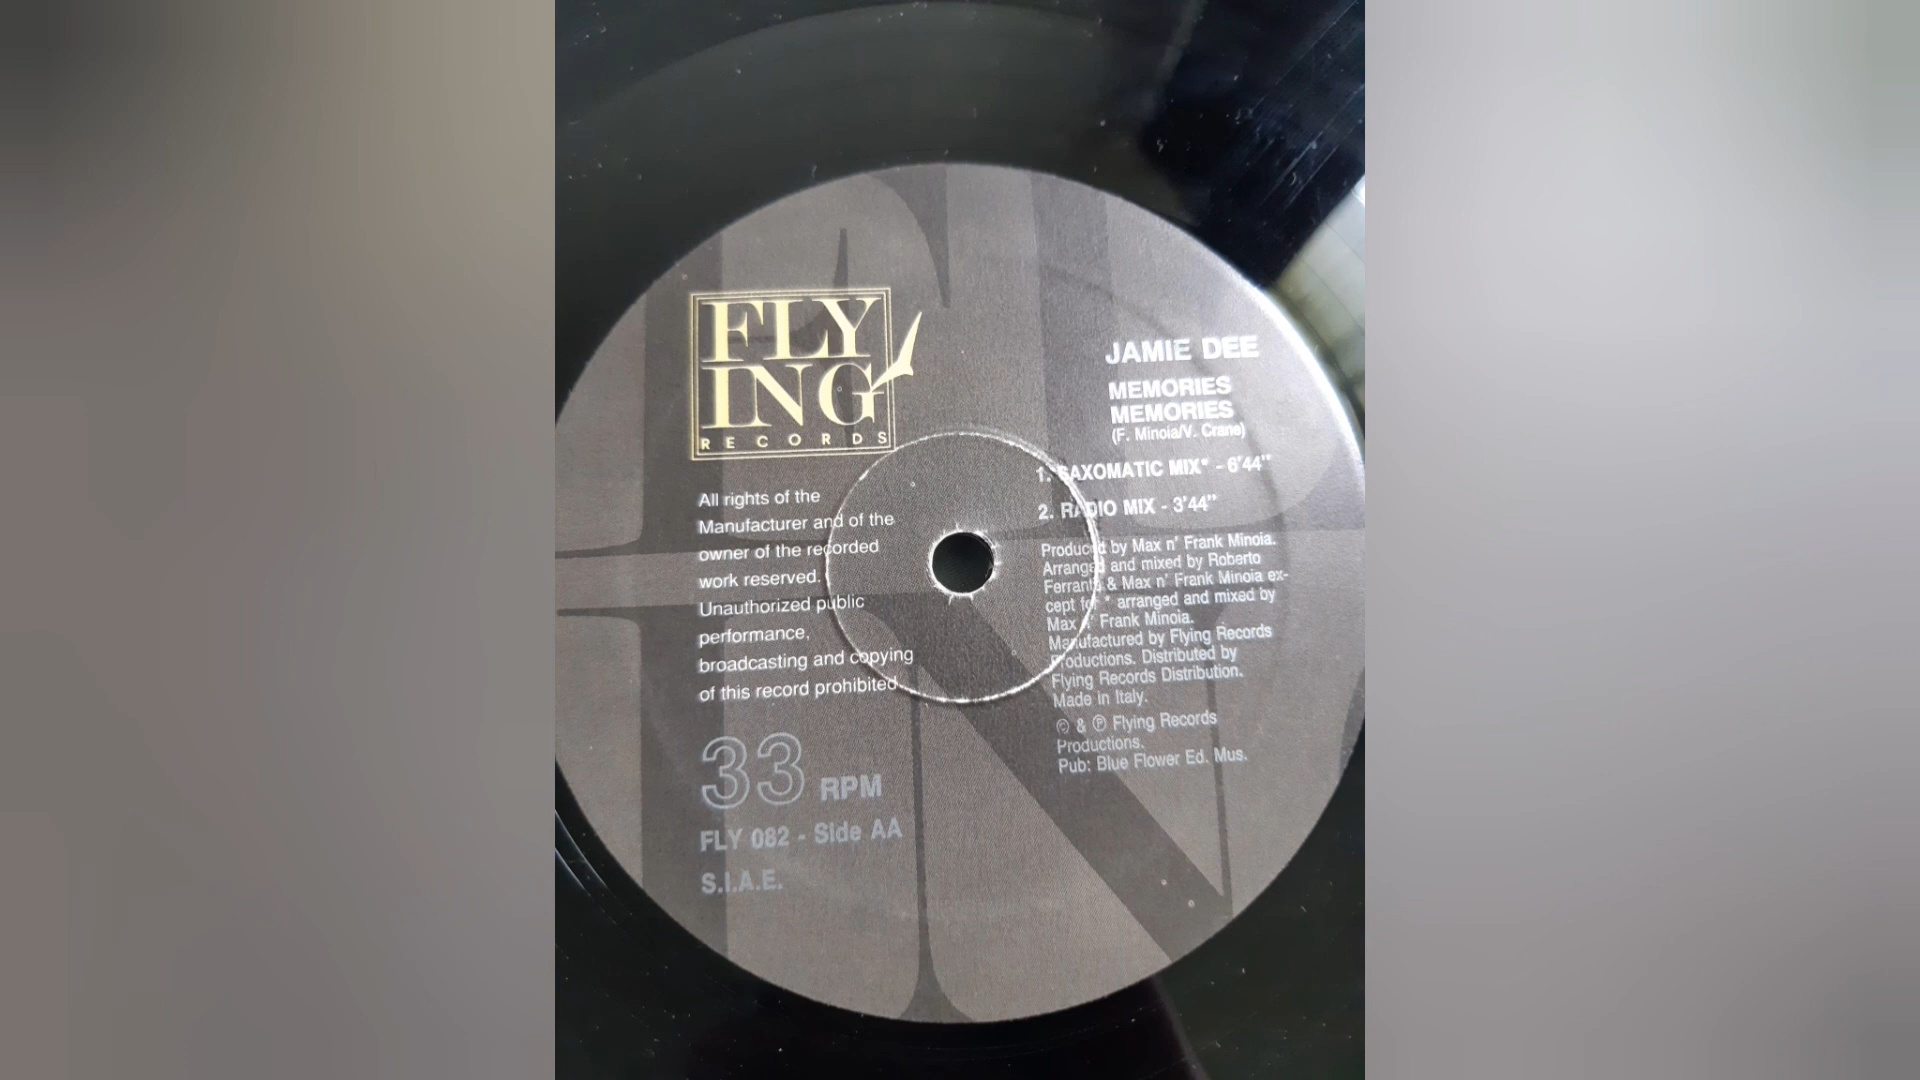 FLY
ING
RECORDS
All rights of the
Manufacturer and of the
owner of the recorded
work reserved.
Unauthorized public
performance,
broadcasting and copying
of this record prohibited
33 RPM
FLY 082 - Side AA
S.I.A.E.
JAMIE DEE
MEMORIES
MEMORIES
(F. Minoia/V. Crane)
1. SAXOMATIC MIX* - 6'44"
2. RADIO MIX - 3'44"
Produced by Max n' Frank Minoia.
Arranged and mixed by Roberto
Ferrante & Max n' Frank Minoia ex-
cept for * arranged and mixed by
Max n' Frank Minoia.
Manufactured by Flying Records
Productions. Distributed by
Flying Records Distribution.
Made in Italy.
© & ℗ Flying Records
Productions.
Pub: Blue Flower Ed. Mus.